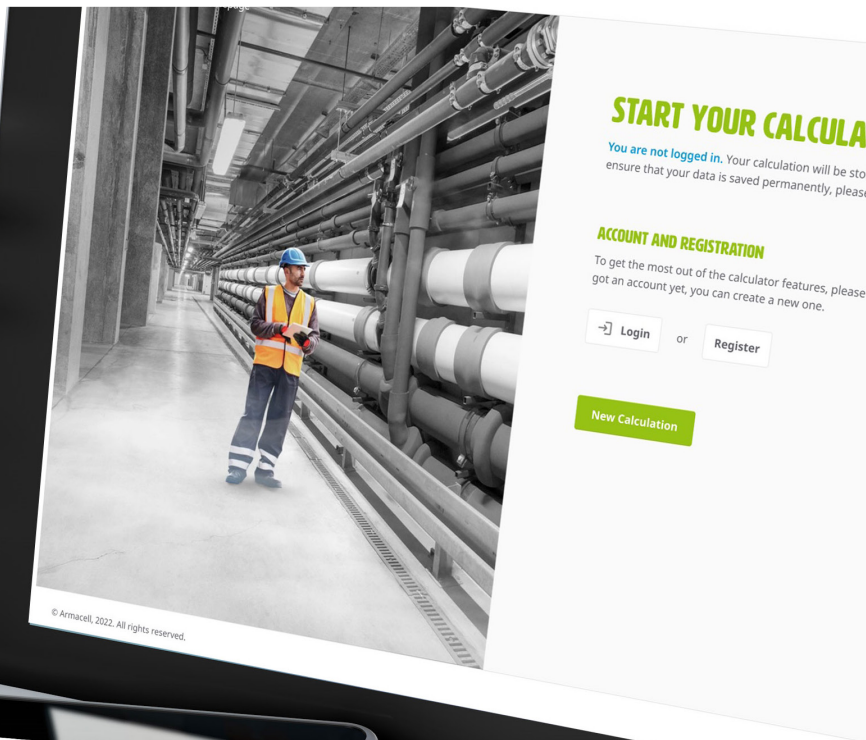 START YOUR CALCULA
You are not logged in. Your calculation will be sto
ensure that your data is saved permanently, please
ACCOUNT AND REGISTRATION
To get the most out of the calculator features, please
got an account yet, you can create a new one.
Login or Register
New Calculation
© Armacell, 2022. All rights reserved.